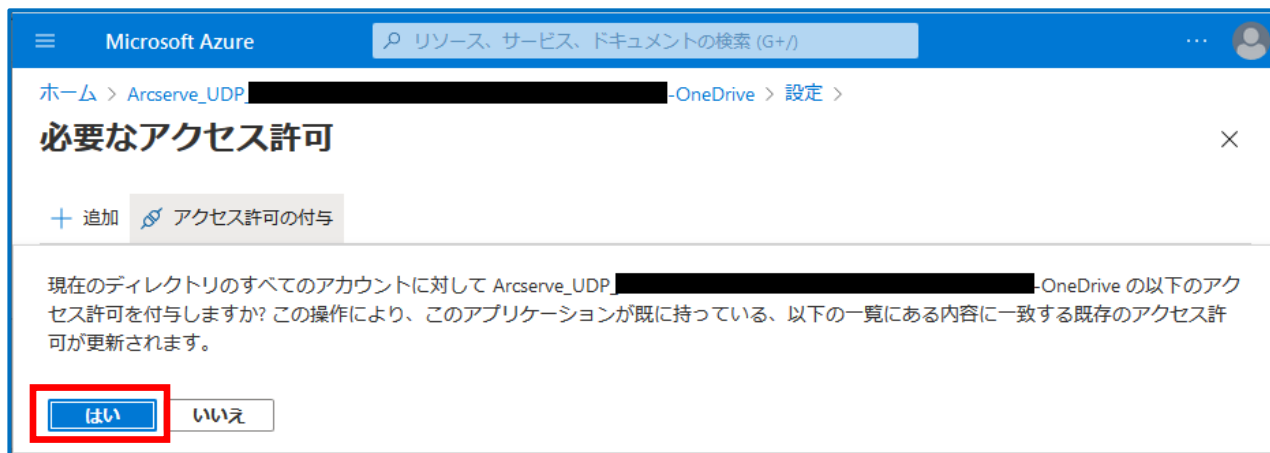 Microsoft Azure
リソース、サービス、ドキュメントの検索 (G+/)
ホーム > Arcserve_UDP_ -OneDrive > 設定 >
必要なアクセス許可
追加 アクセス許可の付与
現在のディレクトリのすべてのアカウントに対して Arcserve_UDP_ -OneDrive の以下のアク
セス許可を付与しますか? この操作により、このアプリケーションが既に持っている、以下の一覧にある内容に一致する既存のアクセス許
可が更新されます。
はい いいえ